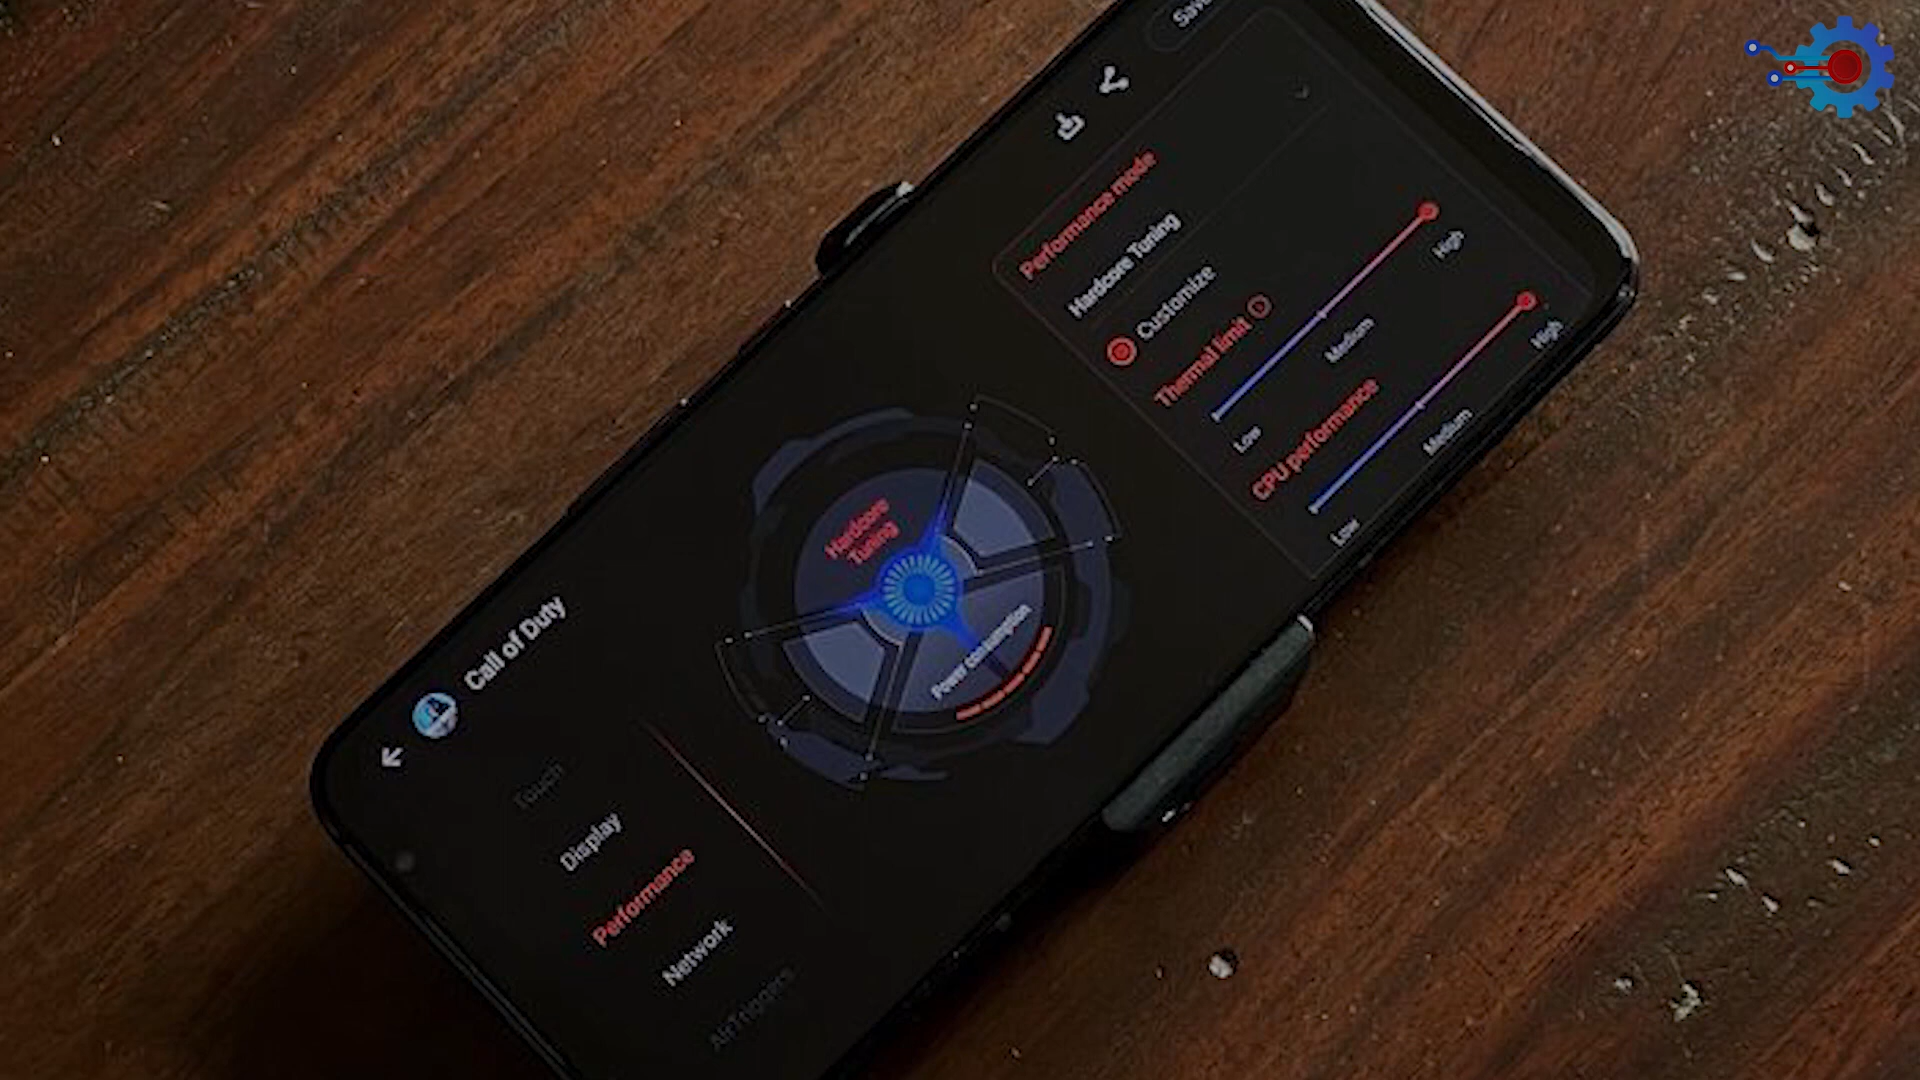 Call of Duty
Touch
Display
Performance
Network
AirTriggers
Hardcore
Tuning
Power consumption
Performance mode
Hardcore Tuning
Customize
Thermal limit
Low
Medium
High
CPU performance
Low
Medium
High
Save